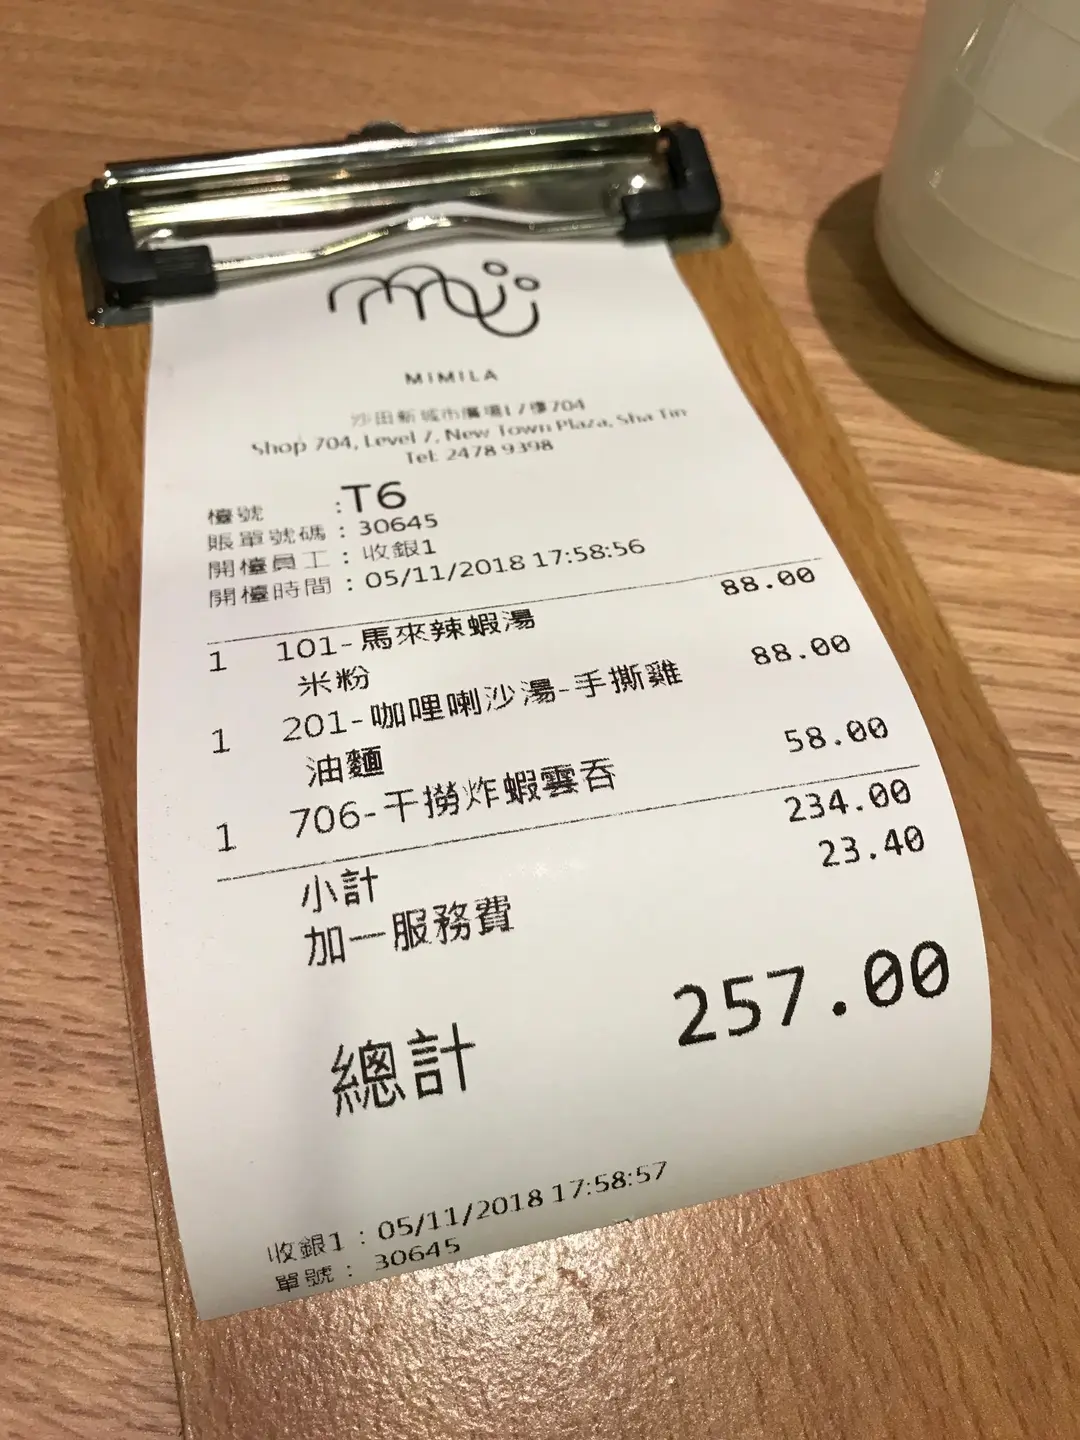 MIMILA
沙田新城市廣場L7樓704
Shop 704, Level 7, New Town Plaza, Sha Tin
Tel: 2478 9398
檯號 : T6
賬單號碼 : 30645
開檯員工 : 收銀1
開檯時間 : 05/11/2018 17:58:56
1 101-馬來辣蝦湯 88.00
米粉
1 201-咖哩喇沙湯-手撕雞 88.00
油麵
1 706-干撈炸蝦雲吞 58.00
小計 234.00
加一服務費 23.40
總計 257.00
收銀1 : 05/11/2018 17:58:57
單號 : 30645